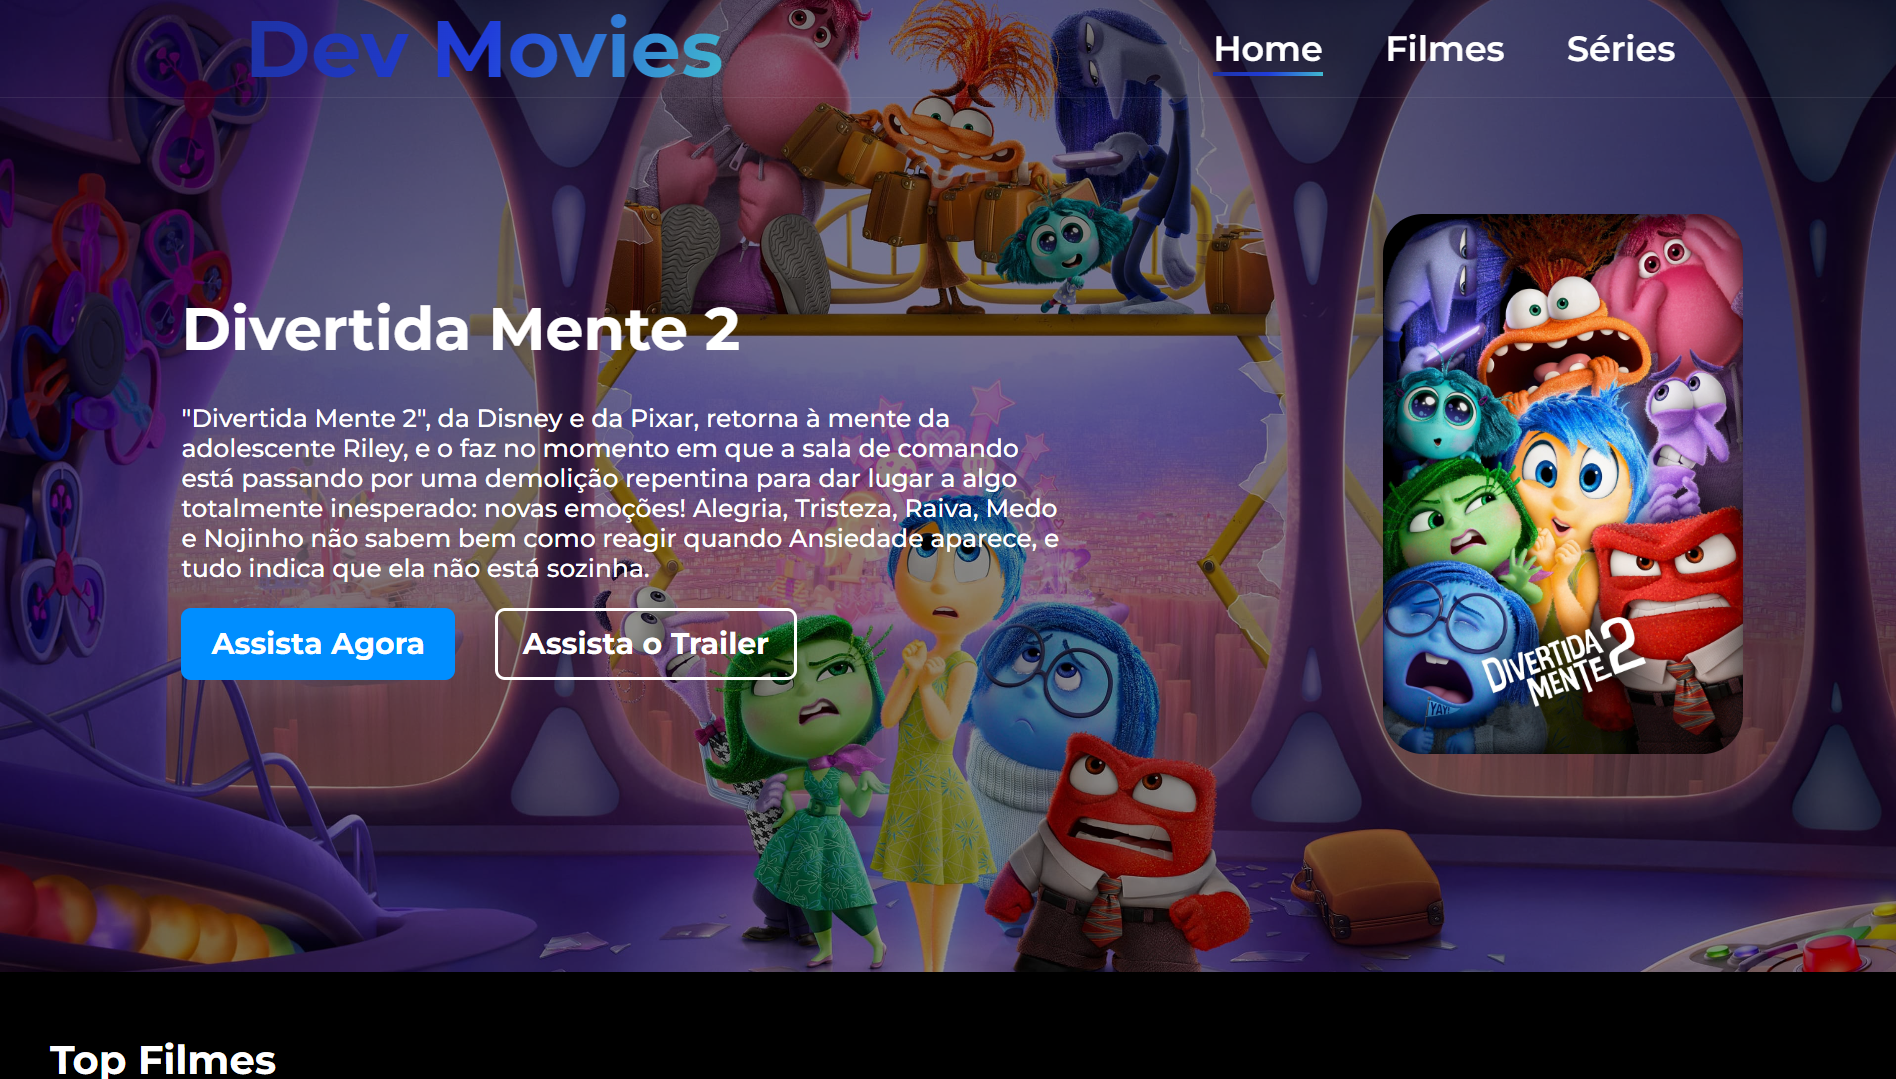 Dev Movies
Home Filmes Séries
Divertida Mente 2
"Divertida Mente 2", da Disney e da Pixar, retorna à mente da
adolescente Riley, e o faz no momento em que a sala de comando
está passando por uma demolição repentina para dar lugar a algo
totalmente inesperado: novas emoções! Alegria, Tristeza, Raiva, Medo
e Nojinho não sabem bem como reagir quando Ansiedade aparece, e
tudo indica que ela não está sozinha.
Assista Agora Assista o Trailer
DIVERTIDA
MENTE 2
YAY!
Top Filmes